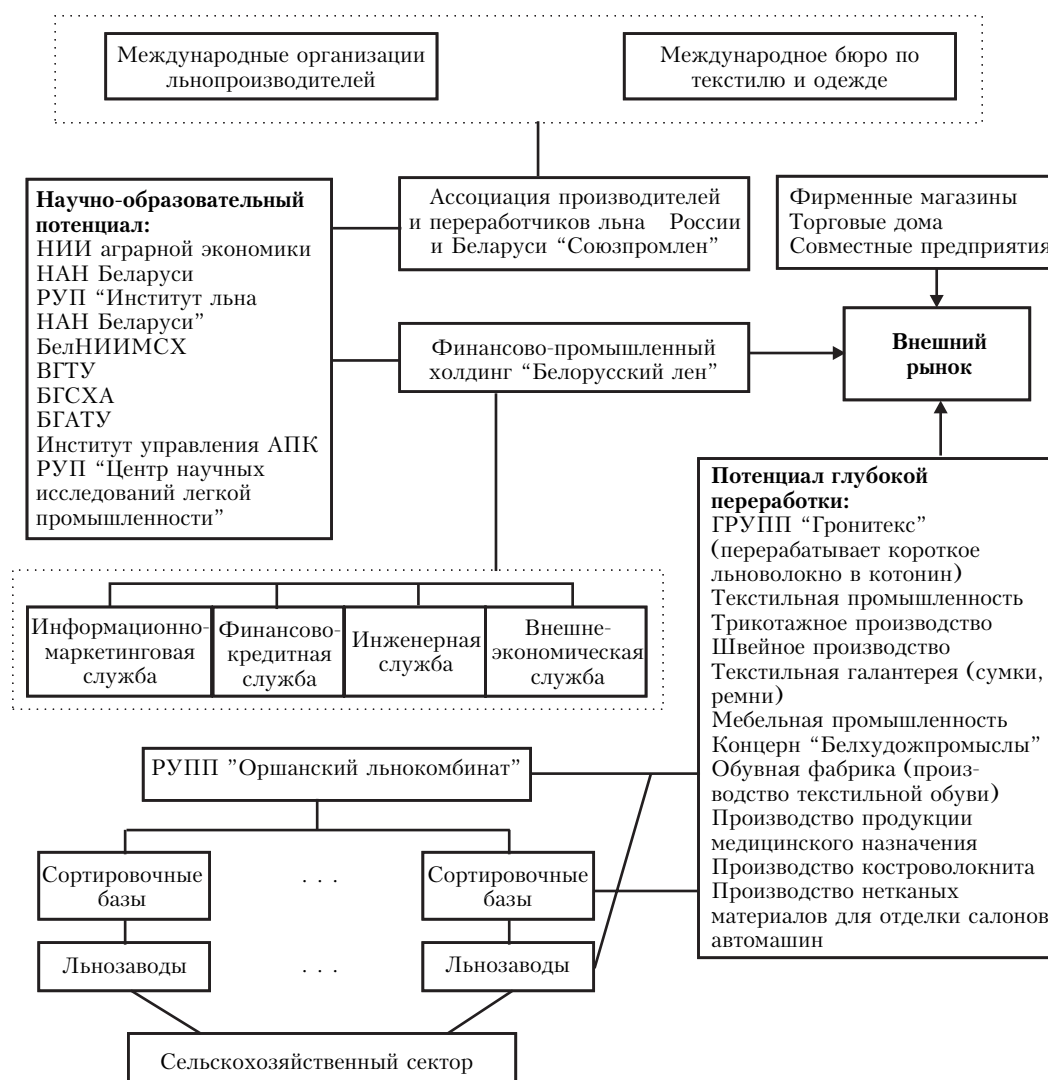 Международные организации
льнопроизводителей
Международное бюро по
текстилю и одежде
Научно-образовательный
потенциал:
НИИ аграрной экономики
НАН Беларуси
РУП “Институт льна
НАН Беларуси”
БелНИИМСХ
ВГТУ
БГСХА
БГАТУ
Институт управления АПК
РУП “Центр научных
исследований легкой
промышленности”
Ассоциация производителей
и переработчиков льна России
и Беларуси “Союзпромлен”
Фирменные магазины
Торговые дома
Совместные предприятия
Финансово-промышленный
холдинг “Белорусский лен”
Внешний
рынок
Потенциал глубокой
переработки:
ГРУПП “Гронитекс”
(перерабатывает короткое
льноволокно в котонин)
Текстильная промышленность
Трикотажное производство
Швейное производство
Текстильная галантерея (сумки,
ремни)
Мебельная промышленность
Концерн “Белхудожпромыслы”
Обувная фабрика (произ-
водство текстильной обуви)
Производство продукции
медицинского назначения
Производство костроволокнита
Производство нетканых
материалов для отделки салонов
автомашин
Информационно-
маркетинговая
служба
Финансово-
кредитная
служба
Инженерная
служба
Внешне-
экономическая
служба
РУПП "Оршанский льнокомбинат"
Сортировочные
базы
. . .
Сортировочные
базы
Льнозаводы
. . .
Льнозаводы
Сельскохозяйственный сектор